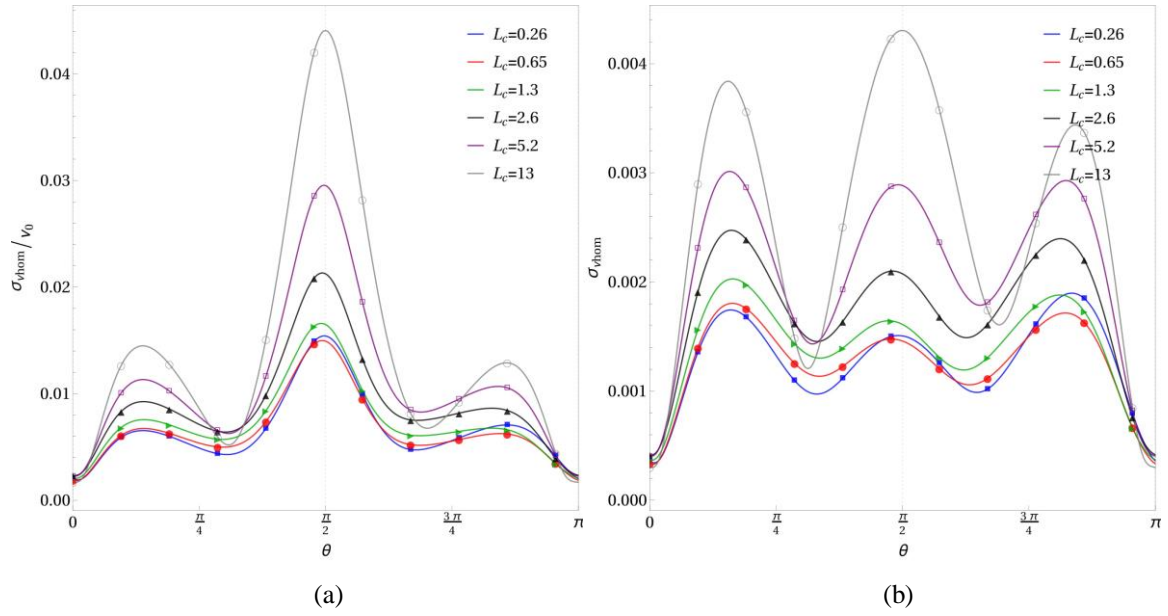 0.04
0.03
0.02
0.01
0.00
σvhom / v0
0
π/4
π/2
3π/4
π
θ
Lc=0.26
Lc=0.65
Lc=1.3
Lc=2.6
Lc=5.2
Lc=13
(a)
0.004
0.003
0.002
0.001
0.000
σvhom
0
π/4
π/2
3π/4
π
θ
Lc=0.26
Lc=0.65
Lc=1.3
Lc=2.6
Lc=5.2
Lc=13
(b)